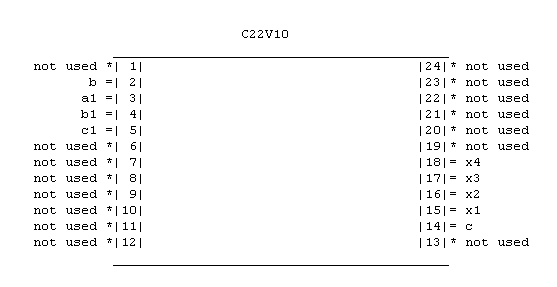 C22V10
not used *| 1| |24|* not used
b =| 2| |23|* not used
a1 =| 3| |22|* not used
b1 =| 4| |21|* not used
c1 =| 5| |20|* not used
not used *| 6| |19|* not used
not used *| 7| |18|= x4
not used *| 8| |17|= x3
not used *| 9| |16|= x2
not used *|10| |15|= x1
not used *|11| |14|= c
not used *|12| |13|* not used